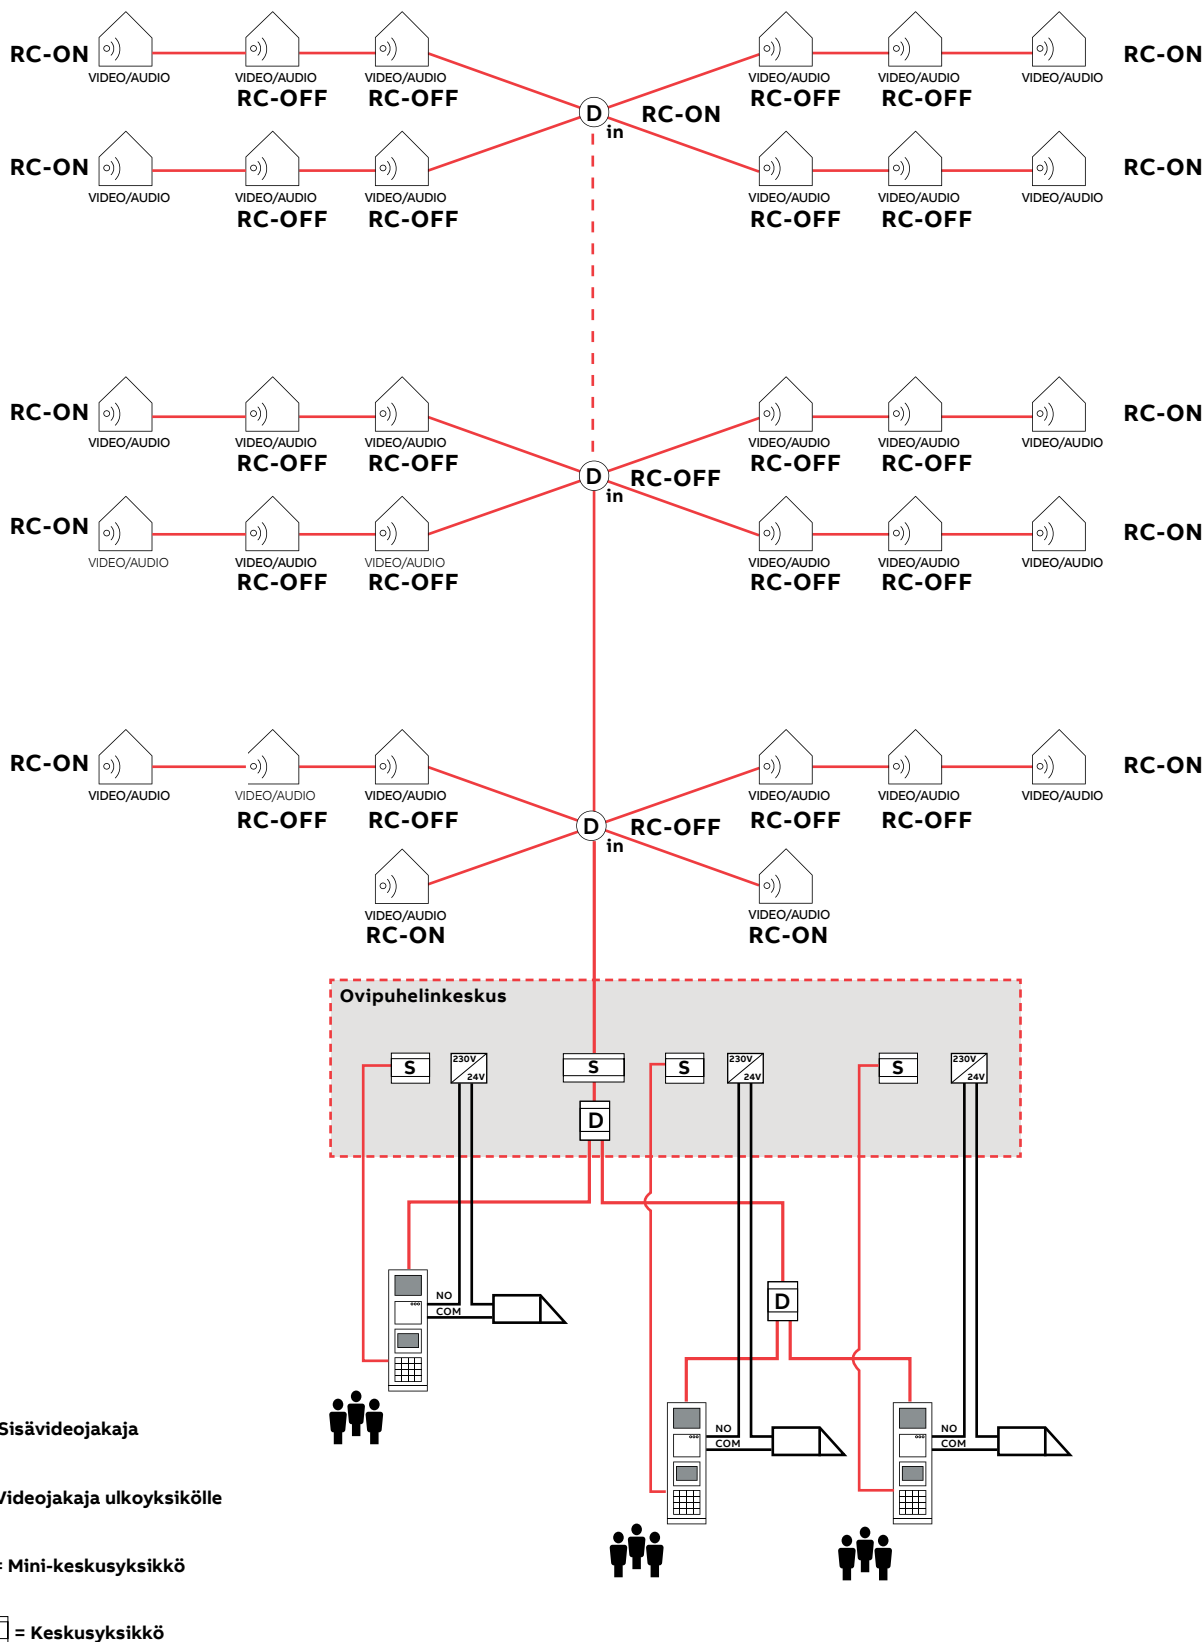 RC-ON VIDEO/AUDIO VIDEO/AUDIO VIDEO/AUDIO VIDEO/AUDIO VIDEO/AUDIO VIDEO/AUDIO RC-ON
RC-OFF RC-OFF RC-OFF RC-OFF
D in RC-ON
RC-ON VIDEO/AUDIO VIDEO/AUDIO VIDEO/AUDIO VIDEO/AUDIO VIDEO/AUDIO VIDEO/AUDIO RC-ON
RC-OFF RC-OFF RC-OFF RC-OFF
RC-ON VIDEO/AUDIO VIDEO/AUDIO VIDEO/AUDIO VIDEO/AUDIO VIDEO/AUDIO VIDEO/AUDIO RC-ON
RC-OFF RC-OFF RC-OFF RC-OFF
D in RC-OFF
RC-ON VIDEO/AUDIO VIDEO/AUDIO VIDEO/AUDIO VIDEO/AUDIO VIDEO/AUDIO VIDEO/AUDIO RC-ON
RC-OFF RC-OFF RC-OFF RC-OFF
RC-ON VIDEO/AUDIO VIDEO/AUDIO VIDEO/AUDIO VIDEO/AUDIO VIDEO/AUDIO VIDEO/AUDIO RC-ON
RC-OFF RC-OFF RC-OFF RC-OFF
D in RC-OFF
VIDEO/AUDIO VIDEO/AUDIO
RC-ON RC-ON
Ovipuhelinkeskus
S 230V 24V S S 230V 24V S 230V 24V
D
D
NO
COM
NO
COM
NO
COM
Sisävideojakaja
Videojakaja ulkoyksikölle
= Mini-keskusyksikkö
= Keskusyksikkö